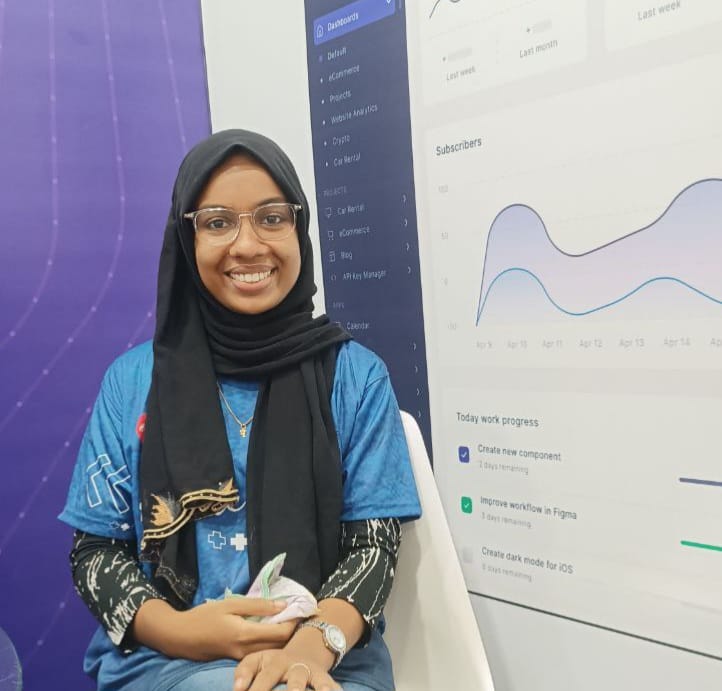 Dashboards
Default
eCommerce
Projects
Website Analytics
Crypto
Car Rental
PROJECTS
Car Rental
eCommerce
Blog
API Key Manager
Calendar
Last week
Last month
Last week
Subscribers
100
50
0
Apr 9
Apr 10
Apr 11
Apr 12
Apr 13
Apr 14
Ap
Today work progress
Create new component
2 days remaining
Improve workflow in Figma
3 days remaining
Create dark mode for iOS
days remaining